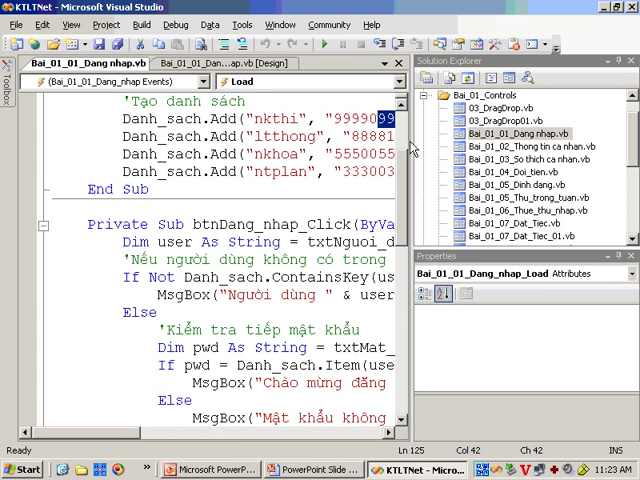 KTLTNet - Microsoft Visual Studio
File Edit View Project Build Debug Data Tools Window Community Help
Bai_01_01_Dang nhap.vb Bai_01_01_Dan...ap.vb [Design]
Solution Explorer
Toolbox
(Bai_01_01_Dang_nhap Events) Load
Bai_01_Controls
03_DragDrop.vb
03_DragDrop01.vb
Bai_01_01_Dang nhap.vb
Bai_01_02_Thong tin ca nhan.vb
Bai_01_03_So thich ca nhan.vb
Bai_01_04_Doi_tien.vb
Bai_01_05_Dinh dang.vb
Bai_01_05_Thu_trong_tuan.vb
Bai_01_06_Thue_thu_nhap.vb
Bai_01_07_Dat_Tiec.vb
Bai_01_07_Dat_Tiec_01.vb
'Tạo danh sách
Danh_sach.Add("nkthi", "9999099
Danh_sach.Add("ltthong", "88881
Danh_sach.Add("nkhoa", "5550055
Danh_sach.Add("ntplan", "333003
End Sub
Private Sub btnDang_nhap_Click(ByVa
Dim user As String = txtNguoi_d
'Nếu người dùng không có trong
If Not Danh_sach.ContainsKey(us
MsgBox("Người dùng " & user
Else
'Kiểm tra tiếp mật khẩu
Dim pwd As String = txtMat_
If pwd = Danh_sach.Item(use
MsgBox("Chào mừng đăng
Else
MsgBox("Mật khẩu không
Properties
Bai_01_01_Dang_nhap_Load Attributes
Ready Ln 125 Col 42 Ch 42 INS
Start » Microsoft PowerP... PowerPoint Slide ... KTLTNet - Microso... 11:23 AM